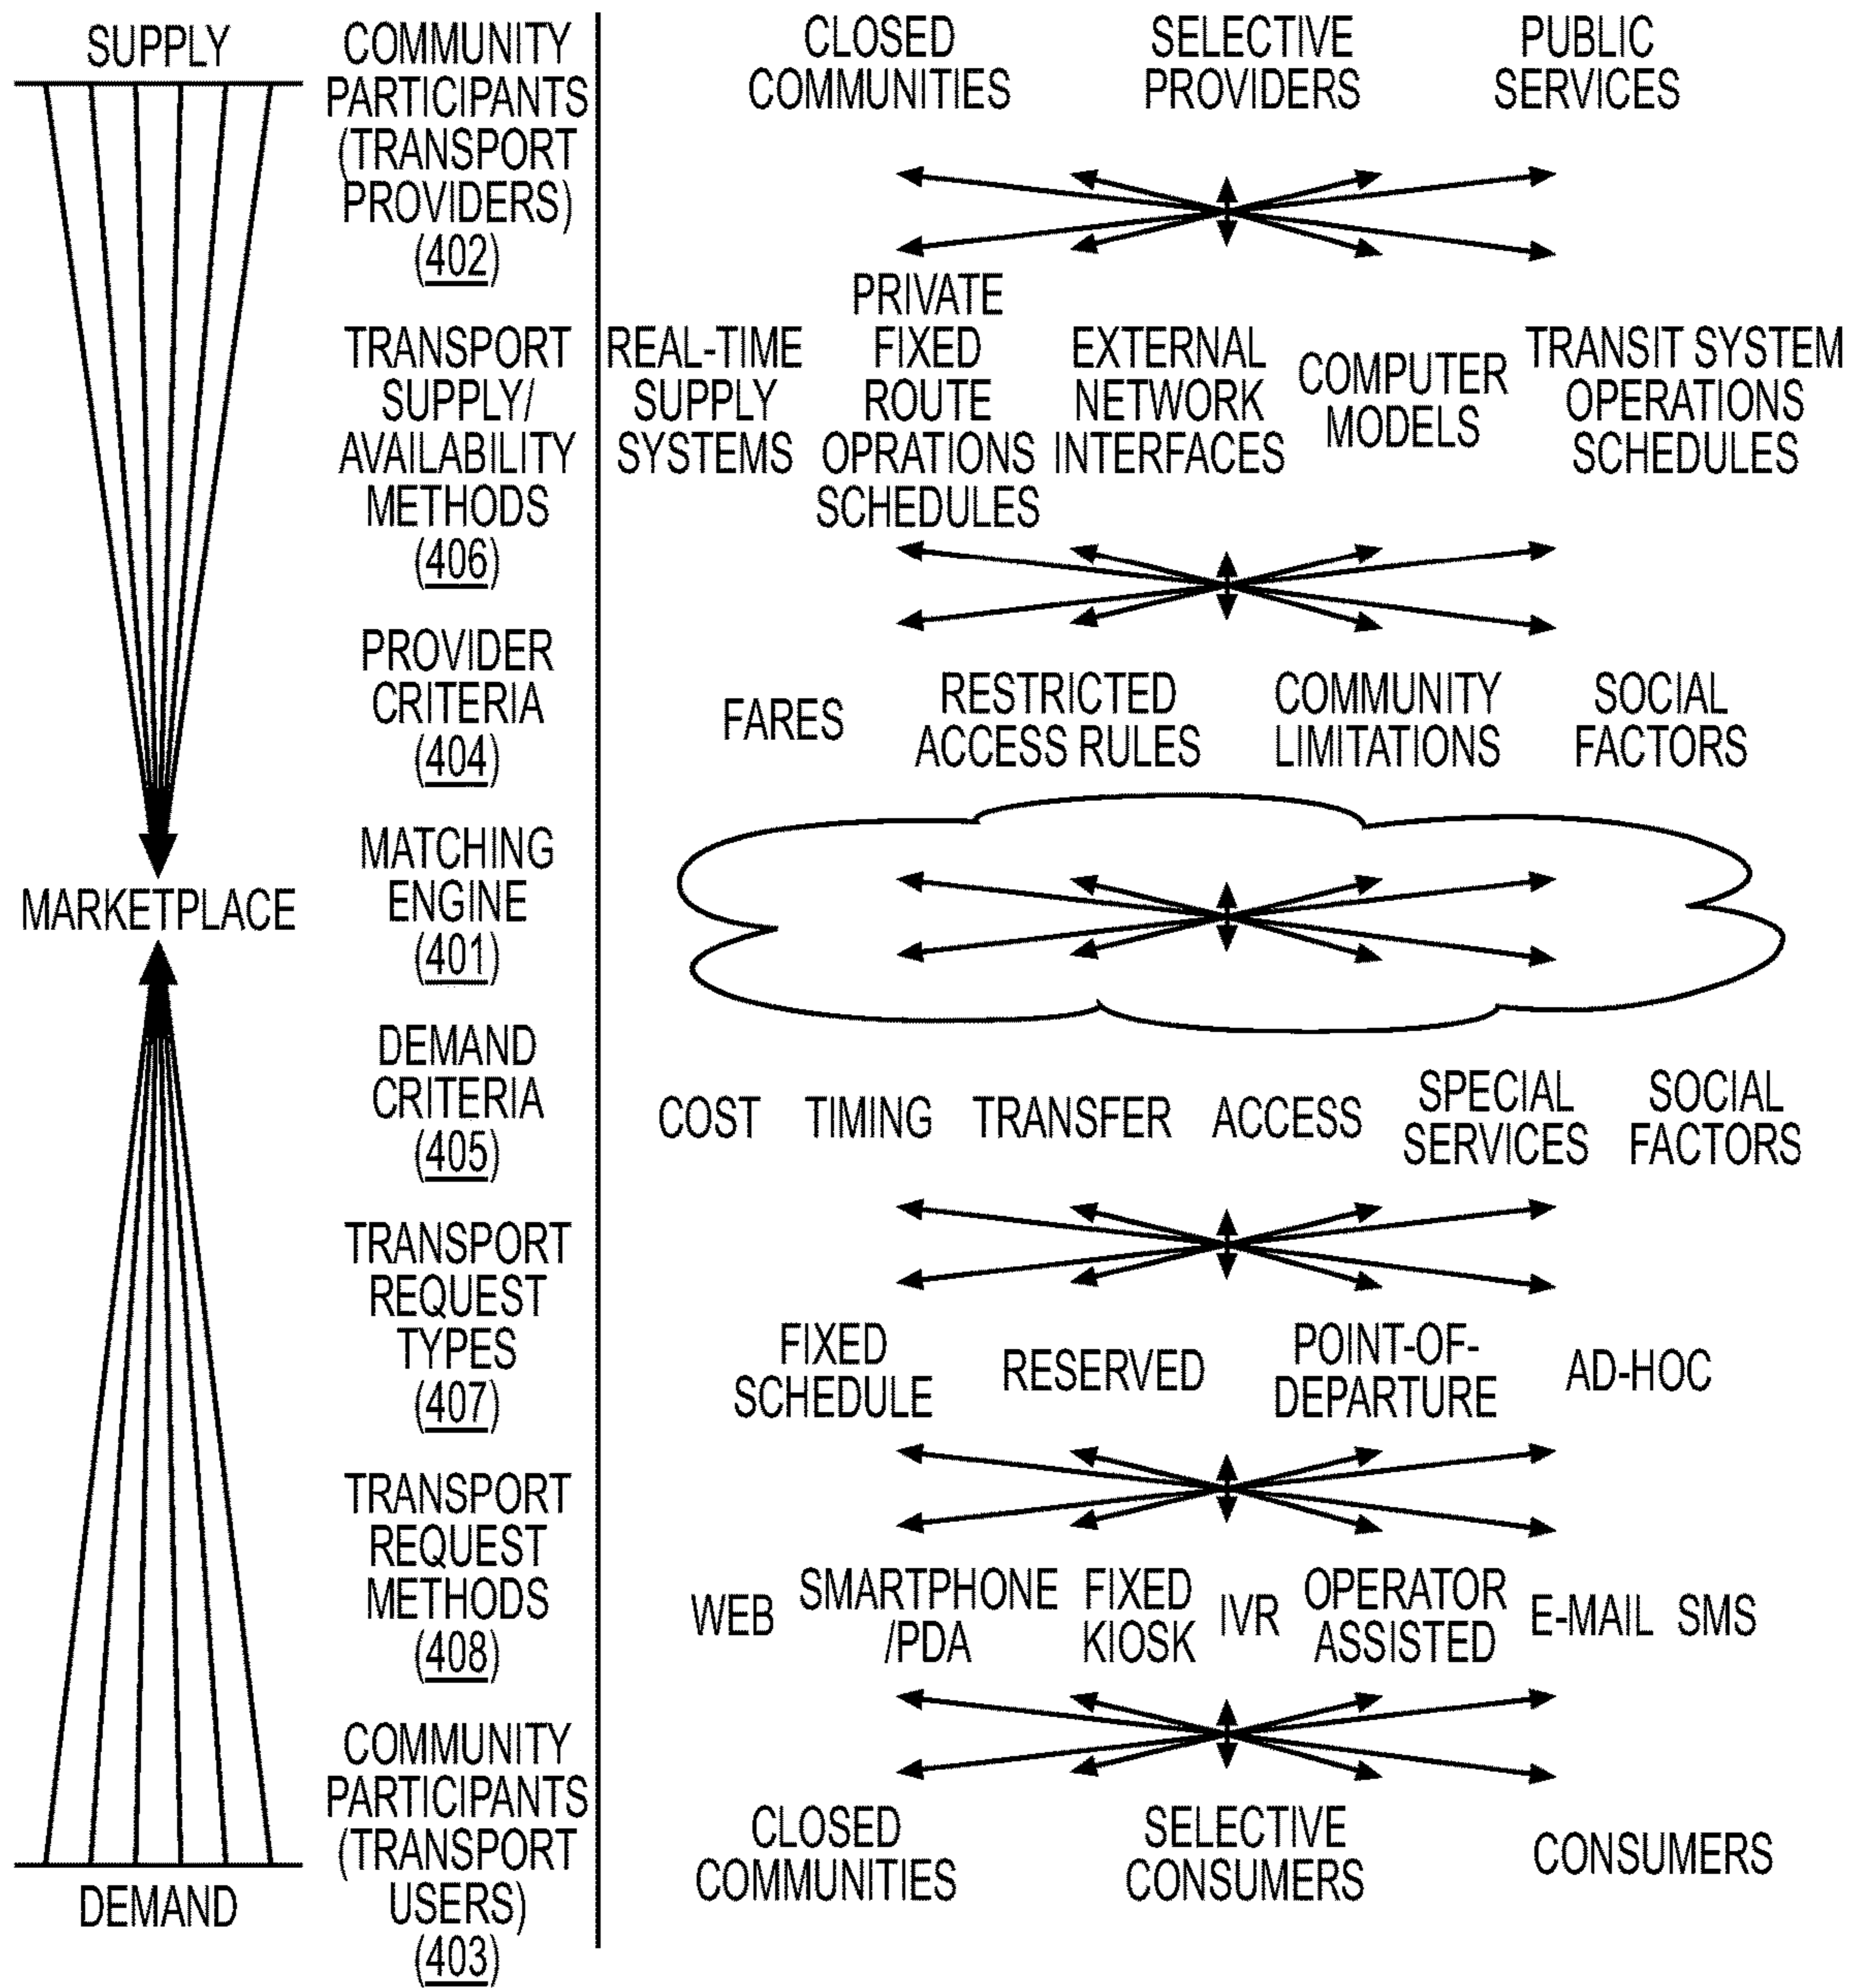 SUPPLY
COMMUNITY
PARTICIPANTS
(TRANSPORT
PROVIDERS)
(402)
CLOSED
COMMUNITIES
SELECTIVE
PROVIDERS
PUBLIC
SERVICES
TRANSPORT
SUPPLY/
AVAILABILITY
METHODS
(406)
REAL-TIME
SUPPLY
SYSTEMS
PRIVATE
FIXED
ROUTE
OPRATIONS
SCHEDULES
EXTERNAL
NETWORK
INTERFACES
COMPUTER
MODELS
TRANSIT SYSTEM
OPERATIONS
SCHEDULES
PROVIDER
CRITERIA
(404)
FARES
RESTRICTED
ACCESS RULES
COMMUNITY
LIMITATIONS
SOCIAL
FACTORS
MARKETPLACE
MATCHING
ENGINE
(401)
DEMAND
CRITERIA
(405)
COST
TIMING
TRANSFER
ACCESS
SPECIAL
SERVICES
SOCIAL
FACTORS
TRANSPORT
REQUEST
TYPES
(407)
FIXED
SCHEDULE
RESERVED
POINT-OF-
DEPARTURE
AD-HOC
TRANSPORT
REQUEST
METHODS
(408)
WEB
SMARTPHONE
/PDA
FIXED
KIOSK
IVR
OPERATOR
ASSISTED
E-MAIL
SMS
DEMAND
COMMUNITY
PARTICIPANTS
(TRANSPORT
USERS)
(403)
CLOSED
COMMUNITIES
SELECTIVE
CONSUMERS
CONSUMERS